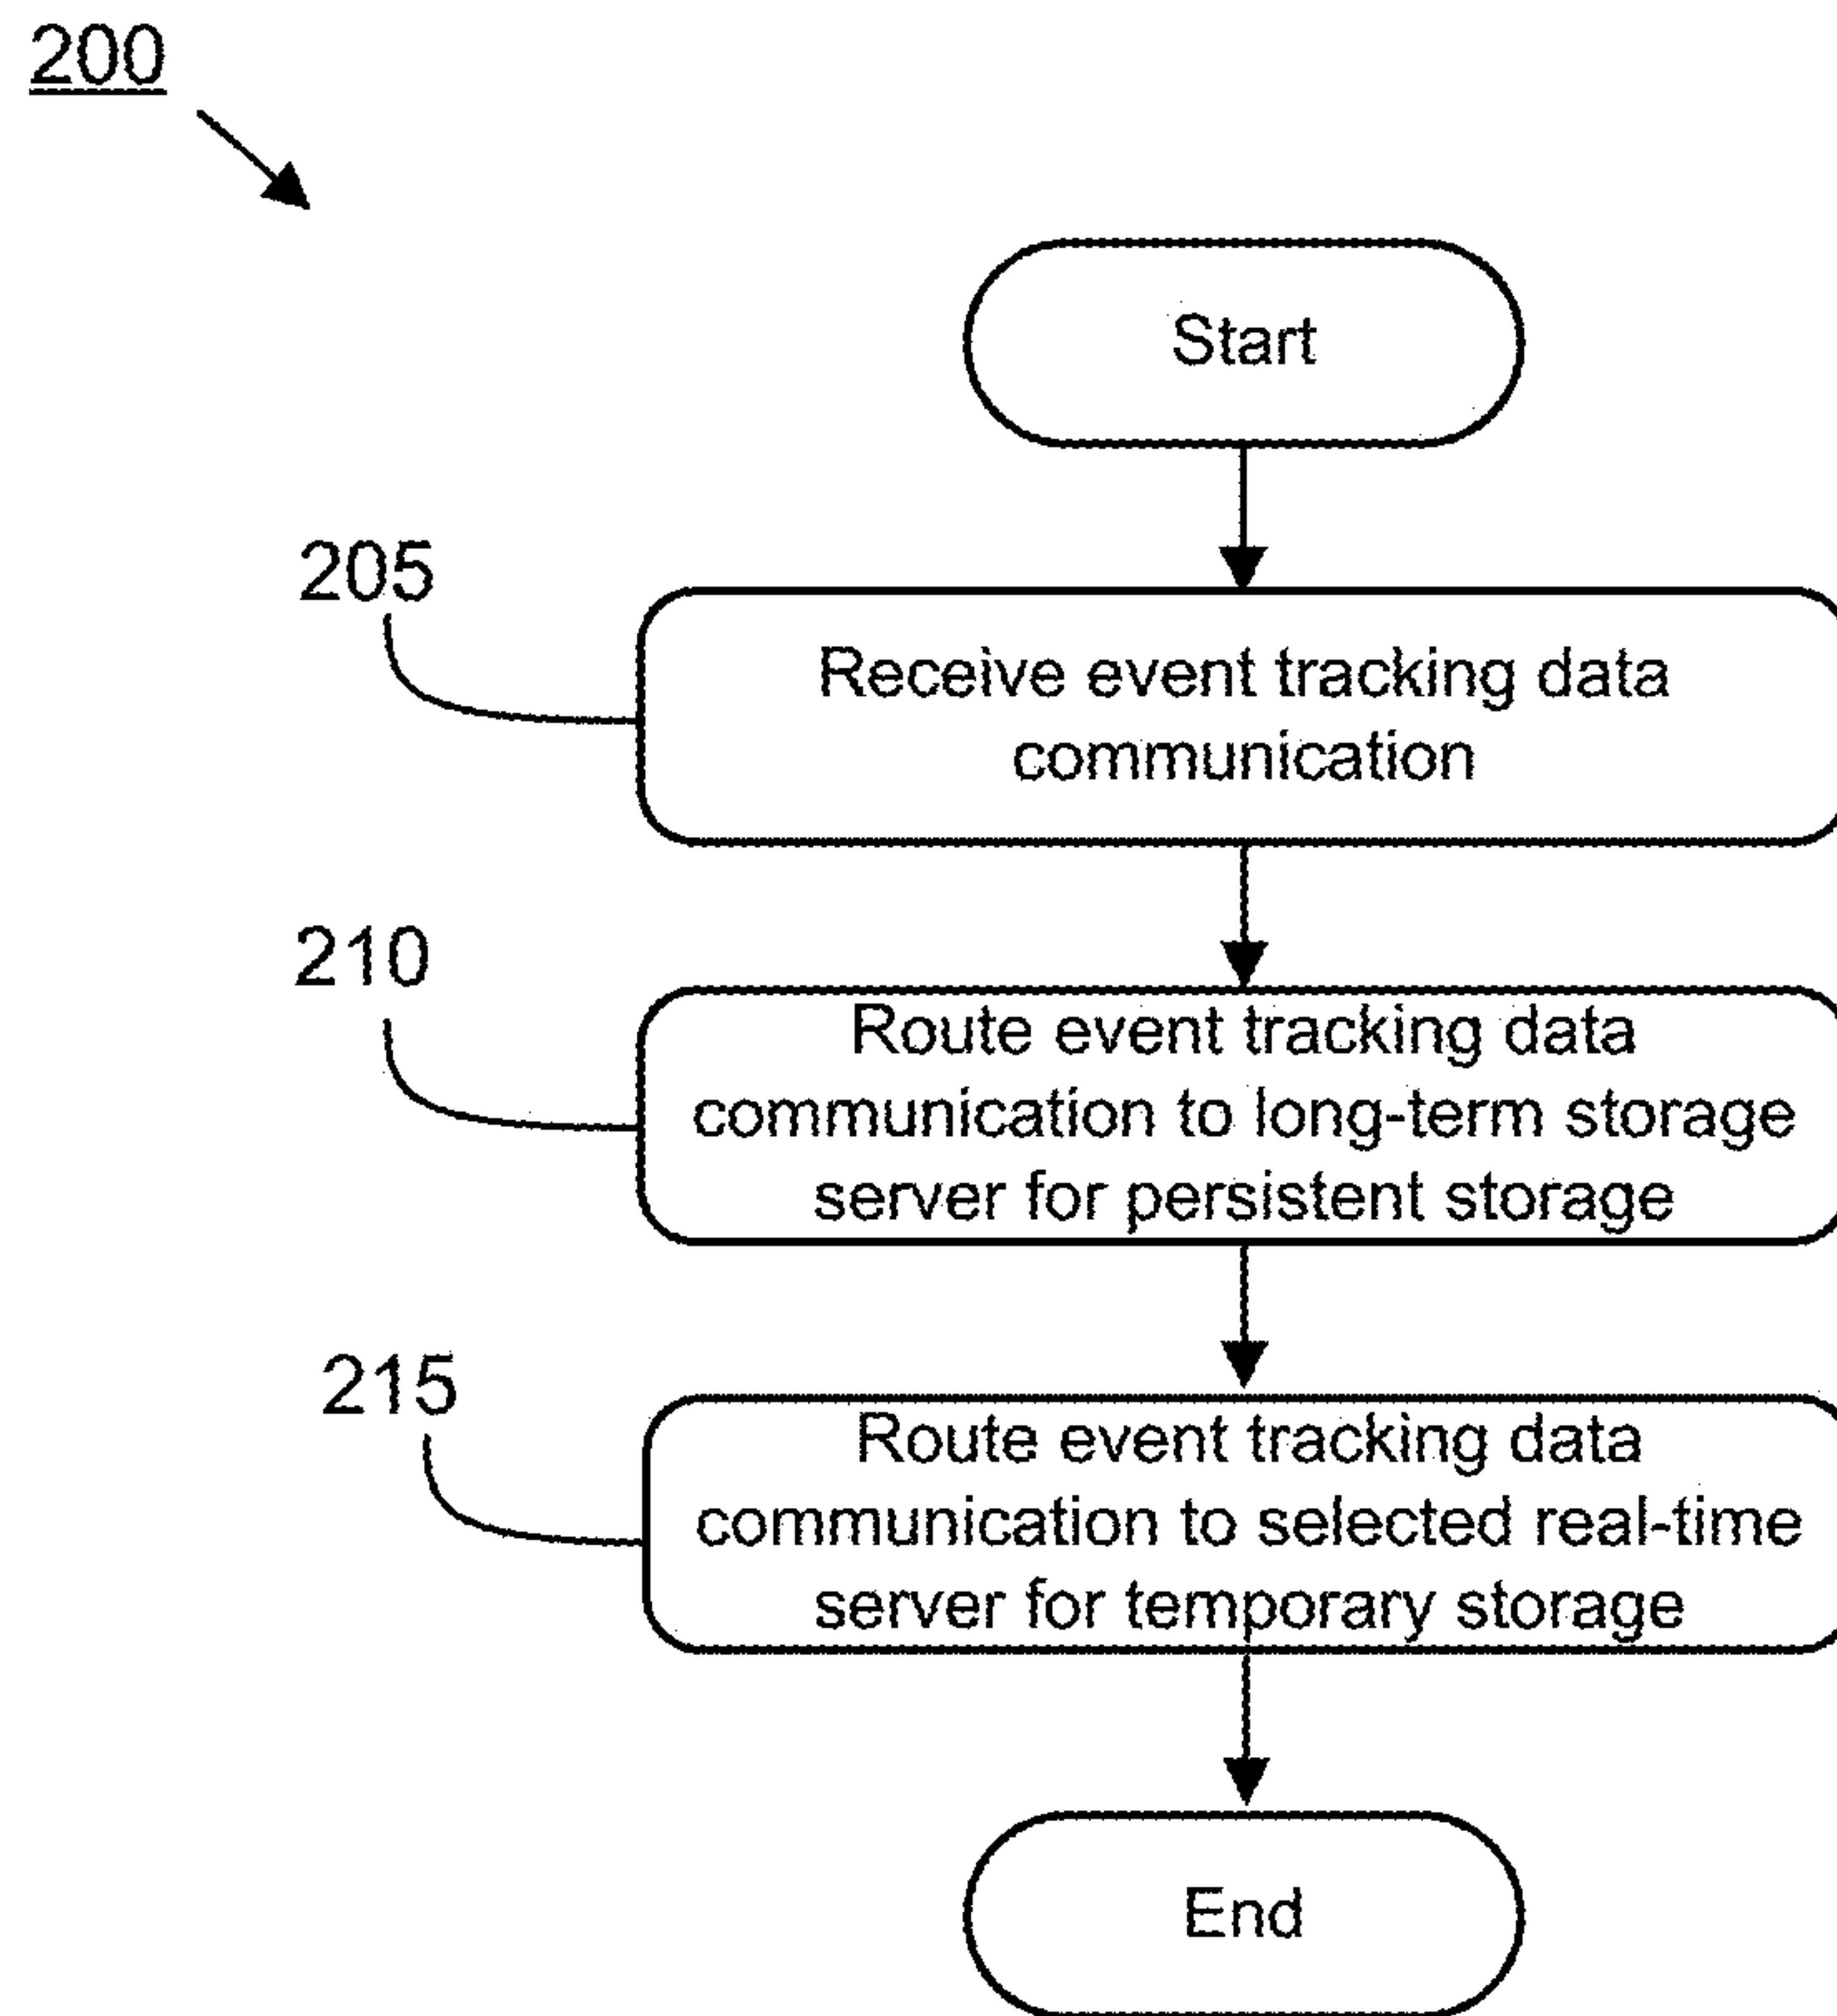 200
Start
205
Receive event tracking data
communication
210
Route event tracking data
communication to long-term storage
server for persistent storage
215
Route event tracking data
communication to selected real-time
server for temporary storage
End